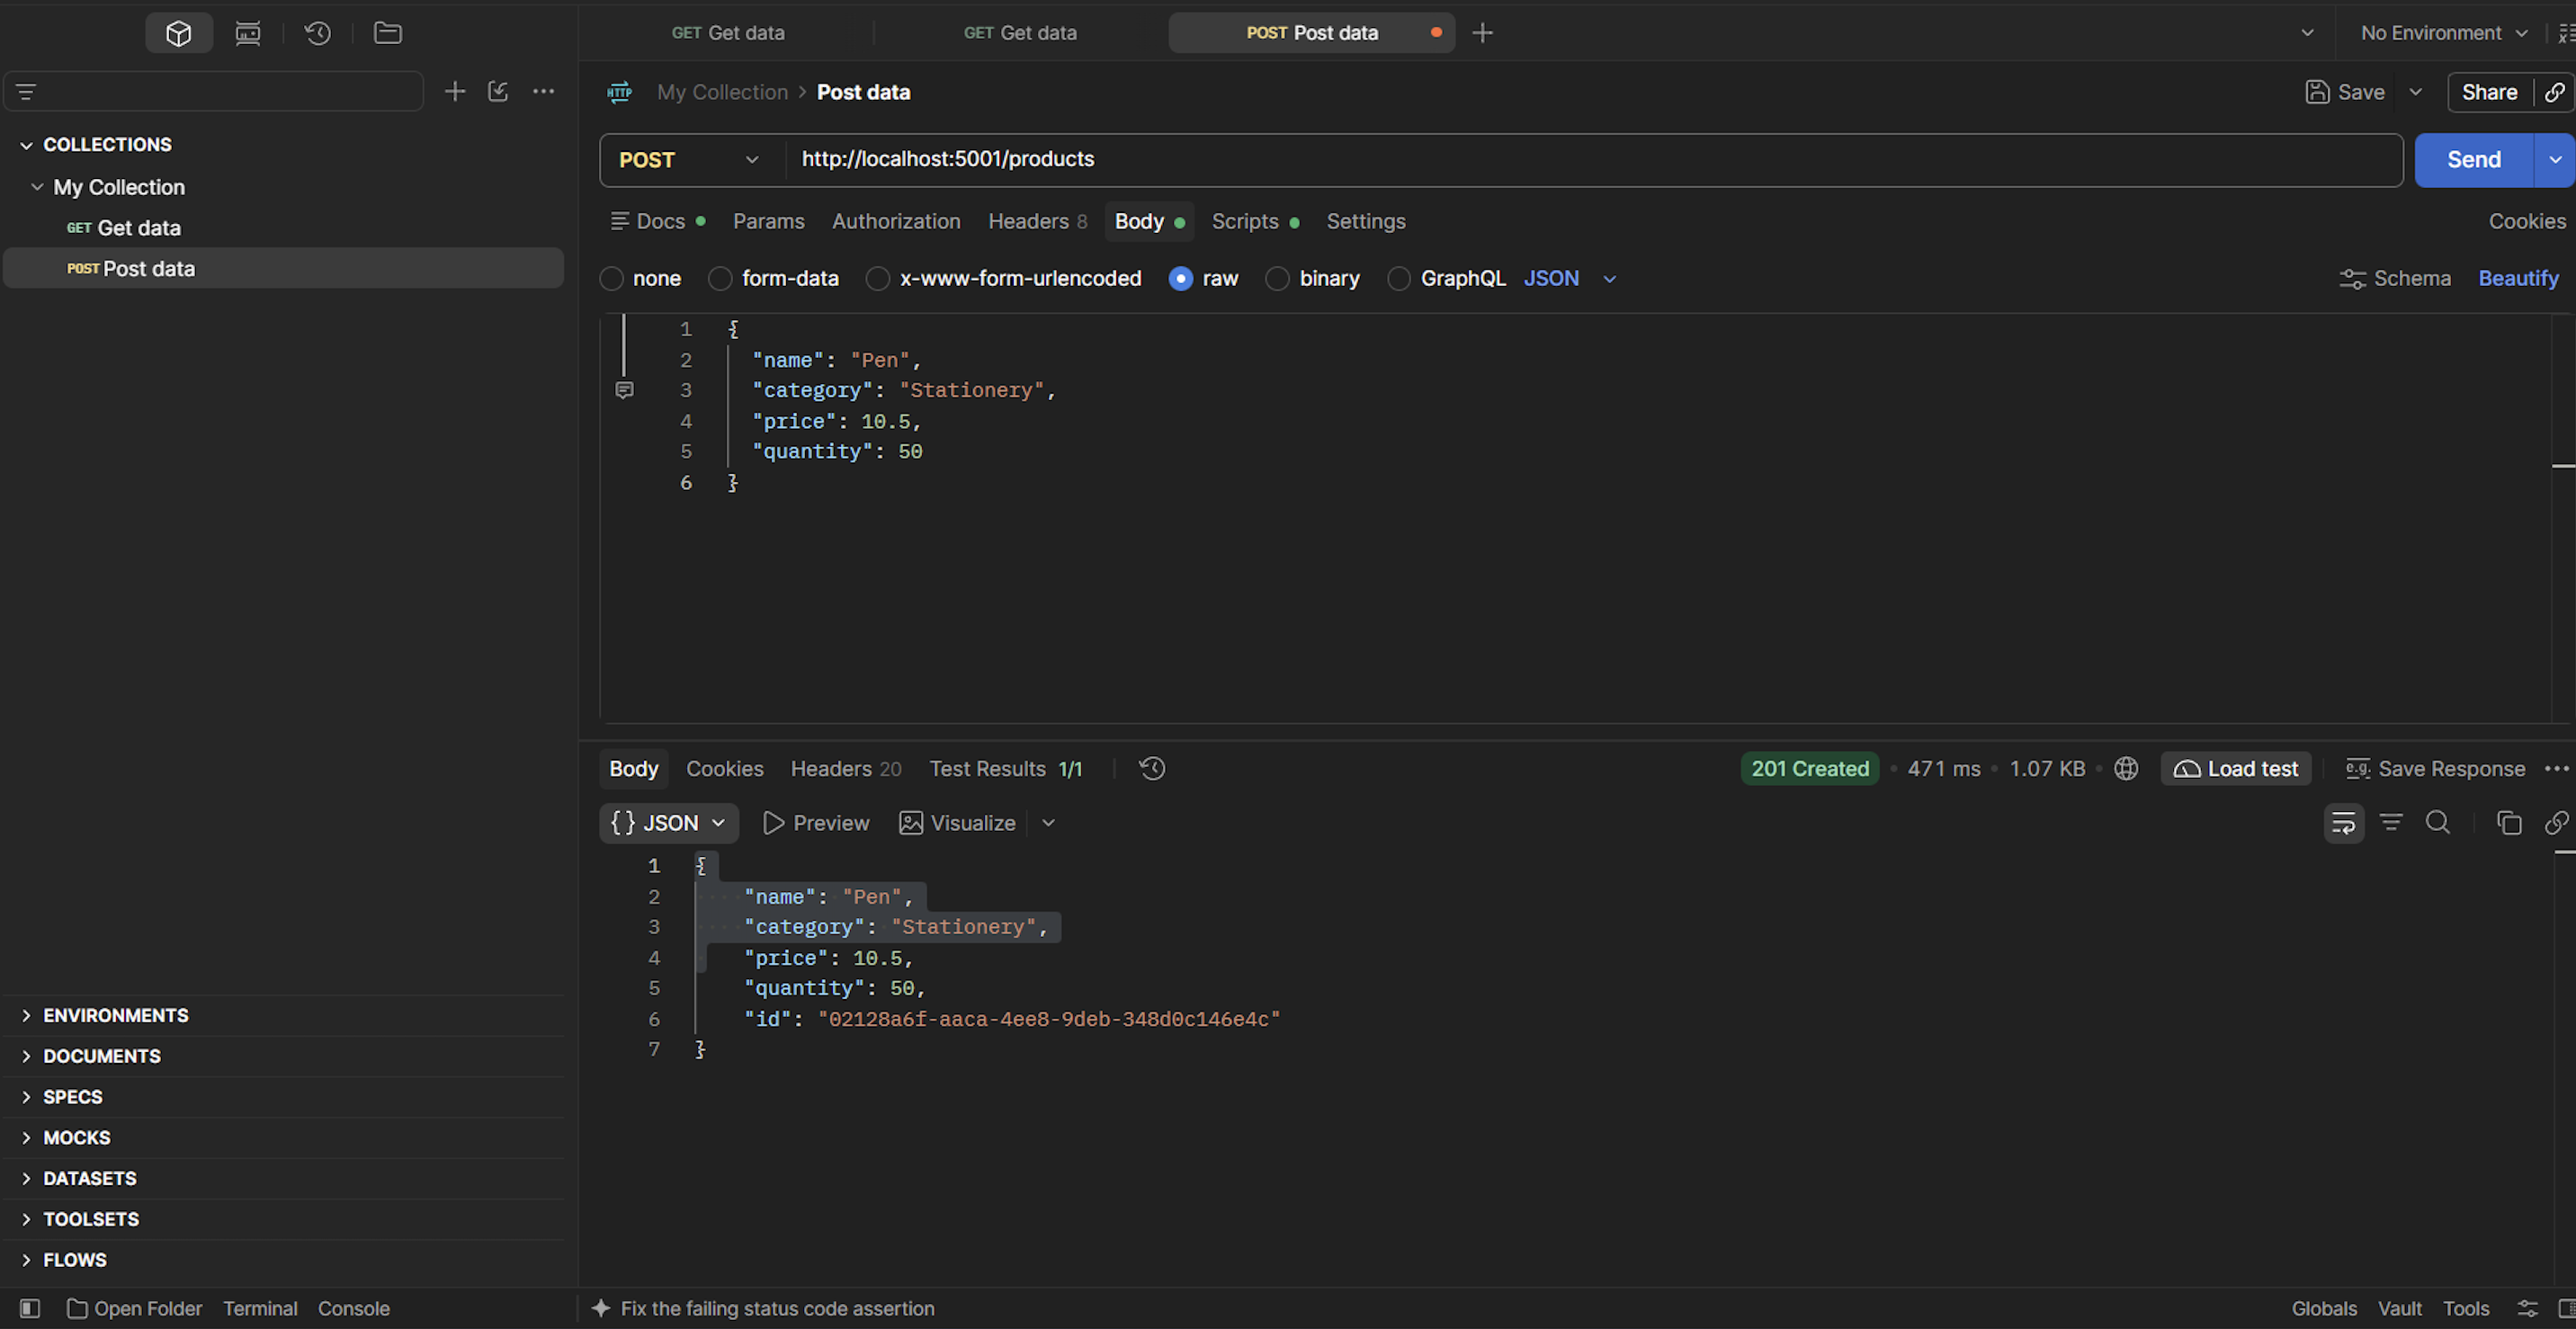 GET Get data
GET Get data
POST Post data
No Environment
My Collection > Post data
Save
Share
COLLECTIONS
My Collection
GET Get data
POST Post data
POST
http://localhost:5001/products
Send
Docs
Params
Authorization
Headers 8
Body
Scripts
Settings
Cookies
none
form-data
x-www-form-urlencoded
raw
binary
GraphQL
JSON
Schema
Beautify
1 {
2 "name": "Pen",
3 "category": "Stationery",
4 "price": 10.5,
5 "quantity": 50
6 }
Body
Cookies
Headers 20
Test Results 1/1
201 Created
471 ms
1.07 KB
Load test
e.g. Save Response
{} JSON
Preview
Visualize
1 {
2 "name": "Pen",
3 "category": "Stationery",
4 "price": 10.5,
5 "quantity": 50,
6 "id": "02128a6f-aaca-4ee8-9deb-348d0c146e4c"
7 }
ENVIRONMENTS
DOCUMENTS
SPECS
MOCKS
DATASETS
TOOLSETS
FLOWS
Open Folder
Terminal
Console
Fix the failing status code assertion
Globals
Vault
Tools